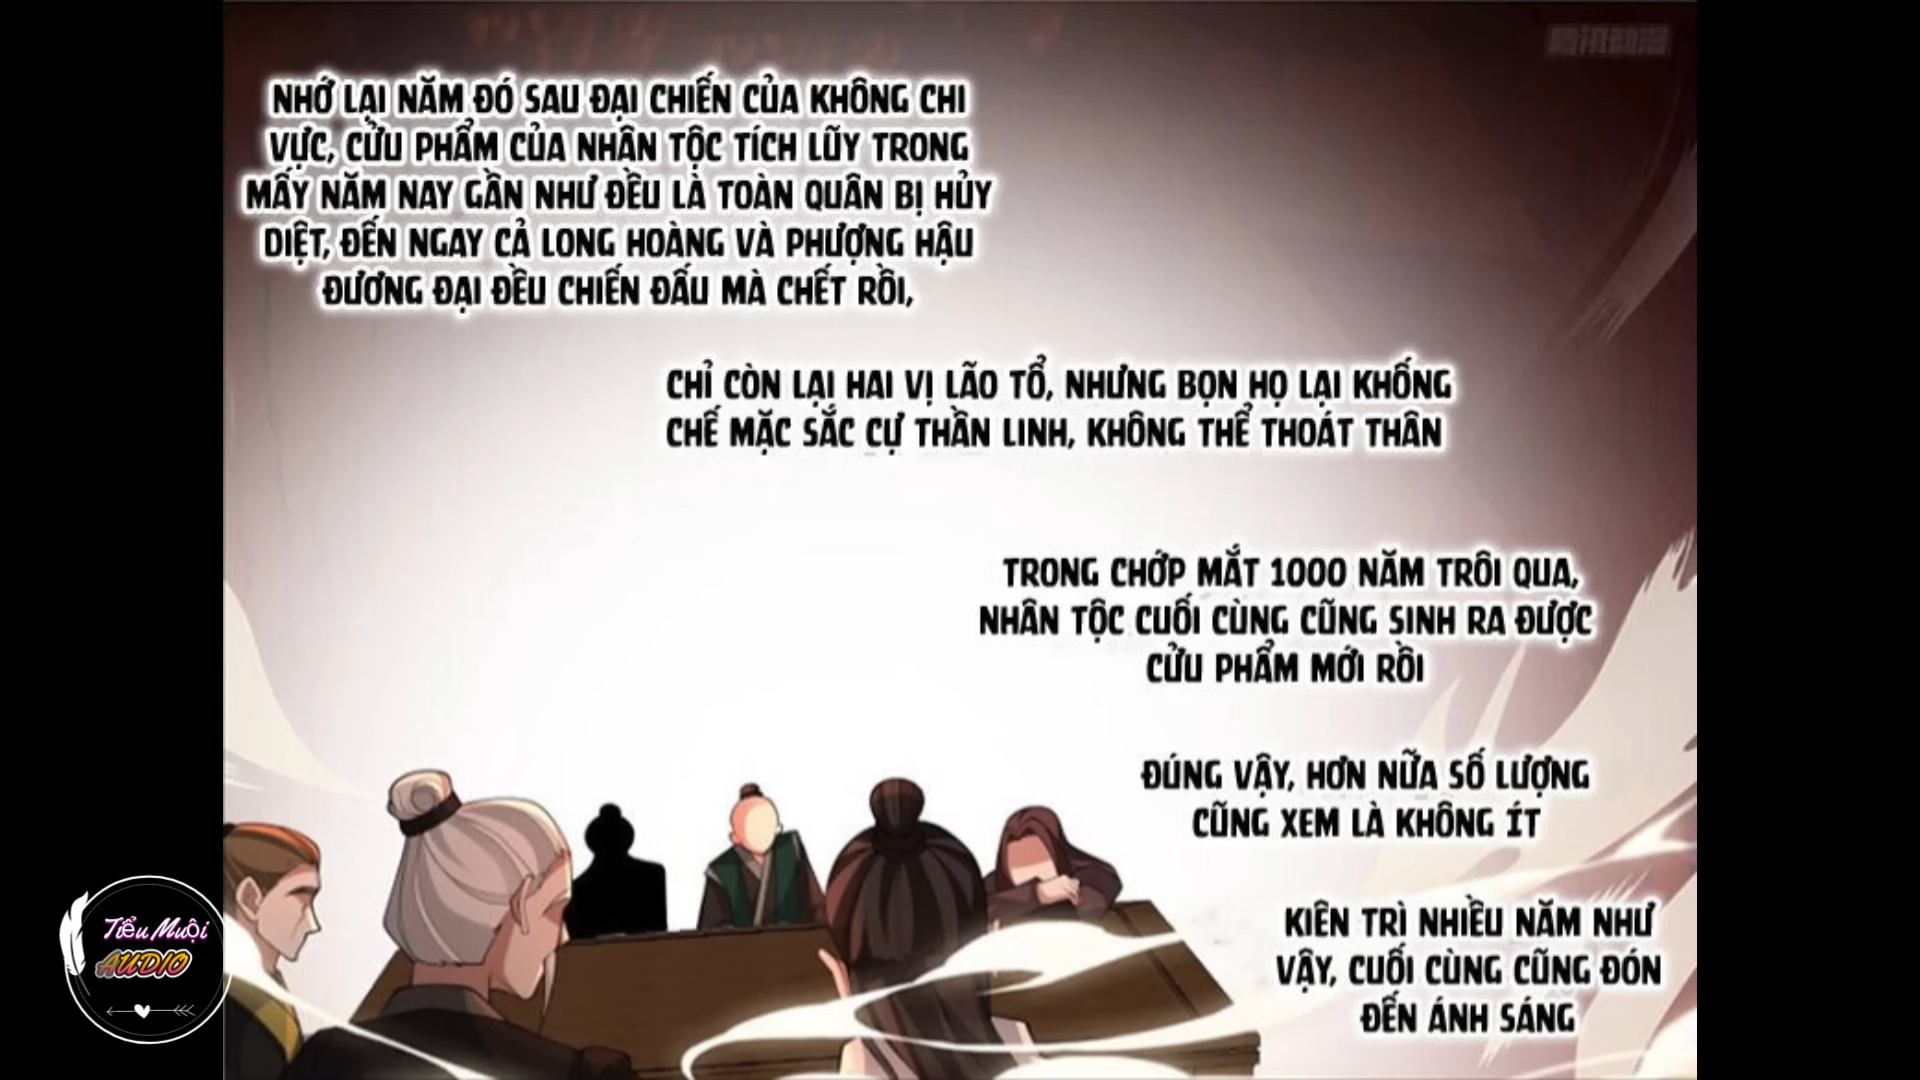 NHỚ LẠI NĂM ĐÓ SAU ĐẠI CHIẾN CỦA KHÔNG CHI
VỰC, CỬU PHẨM CỦA NHÂN TỘC TÍCH LŨY TRONG
MẤY NĂM NAY GẦN NHƯ ĐỀU LÀ TOÀN QUÂN BỊ HỦY
DIỆT, ĐẾN NGAY CẢ LONG HOÀNG VÀ PHƯỢNG HẬU
ĐƯƠNG ĐẠI ĐỀU CHIẾN ĐẤU MÀ CHẾT RỒI,
CHỈ CÒN LẠI HAI VỊ LÃO TỔ, NHƯNG BỌN HỌ LẠI KHỐNG
CHẾ MẶC SẮC CỰ THẦN LINH, KHÔNG THỂ THOÁT THÂN
TRONG CHỚP MẮT 1000 NĂM TRÔI QUA,
NHÂN TỘC CUỐI CÙNG CŨNG SINH RA ĐƯỢC
CỬU PHẨM MỚI RỒI
ĐÚNG VẬY, HƠN NỮA SỐ LƯỢNG
CŨNG XEM LÀ KHÔNG ÍT
KIÊN TRÌ NHIỀU NĂM NHƯ
VẬY, CUỐI CÙNG CŨNG ĐÓN
ĐẾN ÁNH SÁNG
Tiểu Muội
AUDIO
腾讯动漫